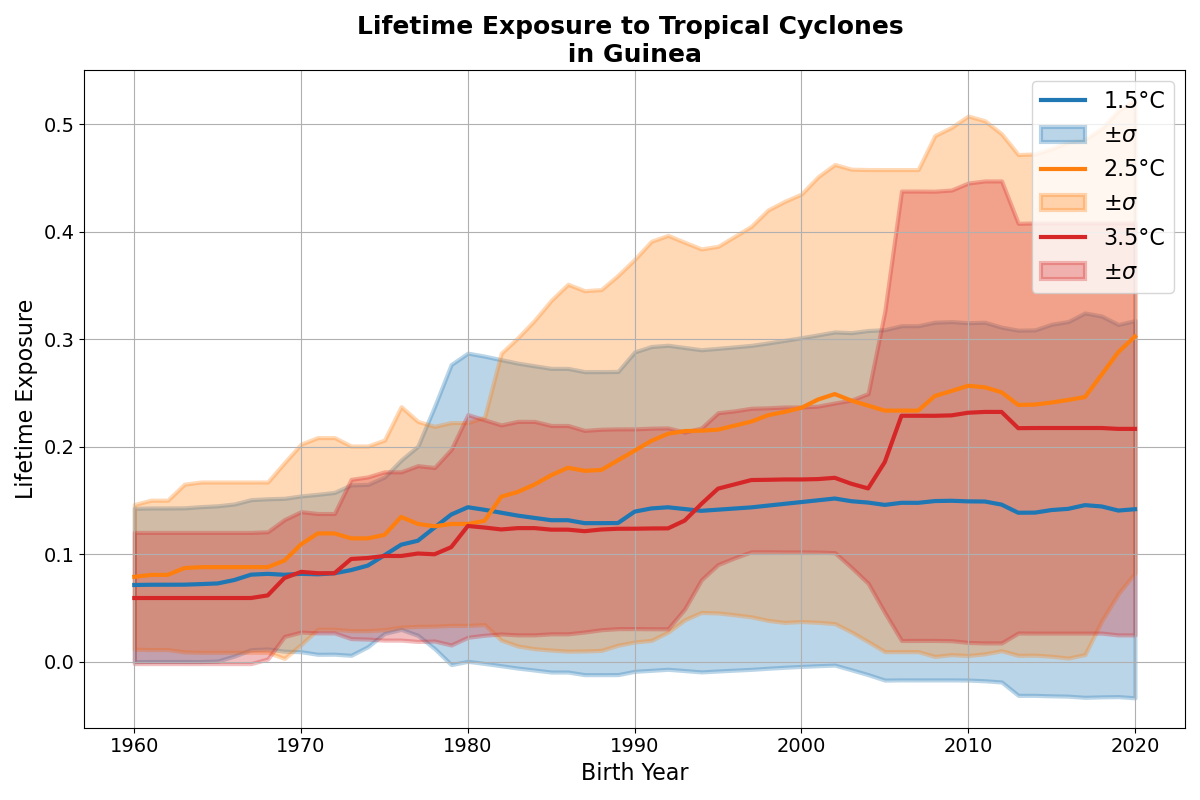 Lifetime Exposure to Tropical Cyclones
in Guinea
1.5°C
±σ
2.5°C
±σ
3.5°C
±σ
Lifetime Exposure
0.5
0.4
0.3
0.2
0.1
0.0
1960 1970 1980 1990 2000 2010 2020
Birth Year